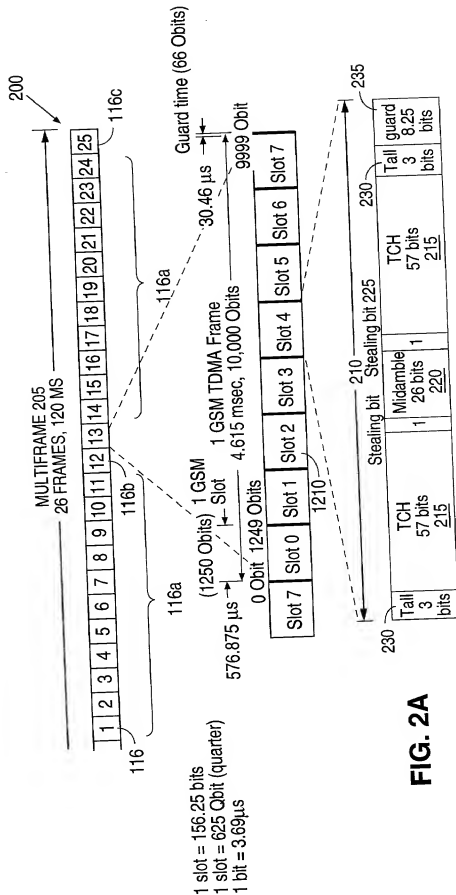 200
MULTIFRAME 205
26 FRAMES, 120 MS
1 2 3 4 5 6 7 8 9 10 11 12 13 14 15 16 17 18 19 20 21 22 23 24 25
116
116a
116b
116a
116c
1 slot = 156.25 bits
1 slot = 625 Qbit (quarter)
1 bit = 3.69µs
Guard time (66 Obits)
30.46 µs
9999 Obit
(1250 Obits)
1 GSM
Slot
1 GSM TDMA Frame
4.615 msec, 10,000 Obits
576.875 µs
0 Obit
1249 Obits
Slot 7 Slot 0 Slot 1 Slot 2 Slot 3 Slot 4 Slot 5 Slot 6 Slot 7
1210
210
Stealing bit
Stealing bit 225
230
Tall
3
bits
TCH
57 bits
215
1
Midamble
26 bits
220
1
TCH
57 bits
215
230
Tall
3
bits
235
guard
8.25
bits
FIG. 2A